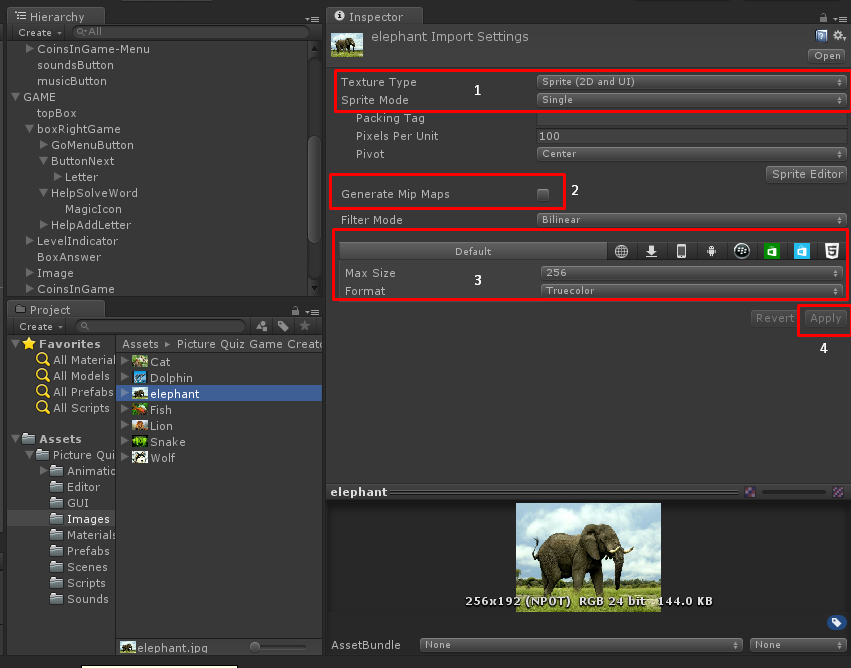 Hierarchy
Create
All
CoinsInGame-Menu
soundsButton
musicButton
GAME
topBox
boxRightGame
GoMenuButton
ButtonNext
Letter
HelpSolveWord
MagicIcon
HelpAddLetter
LevelIndicator
BoxAnswer
Image
CoinsInGame
Project
Create
Favorites
All Material
All Models
All Prefabs
All Scripts
Assets
Picture Qui
Animatic
Editor
GUI
Images
Materials
Prefabs
Scenes
Scripts
Sounds
Assets Picture Quiz Game Creato
Cat
Dolphin
elephant
Fish
Lion
Snake
Wolf
elephant.jpg
Inspector
elephant Import Settings
Open
Texture Type 1 Sprite (2D and UI)
Sprite Mode Single
Packing Tag
Pixels Per Unit 100
Pivot Center
Sprite Editor
Generate Mip Maps 2
Filter Mode Bilinear
Default
Max Size 256
3
Format Truecolor
Revert Apply
4
elephant
256x192 (NPOT) RGB 24 bit 144.0 KB
AssetBundle None None